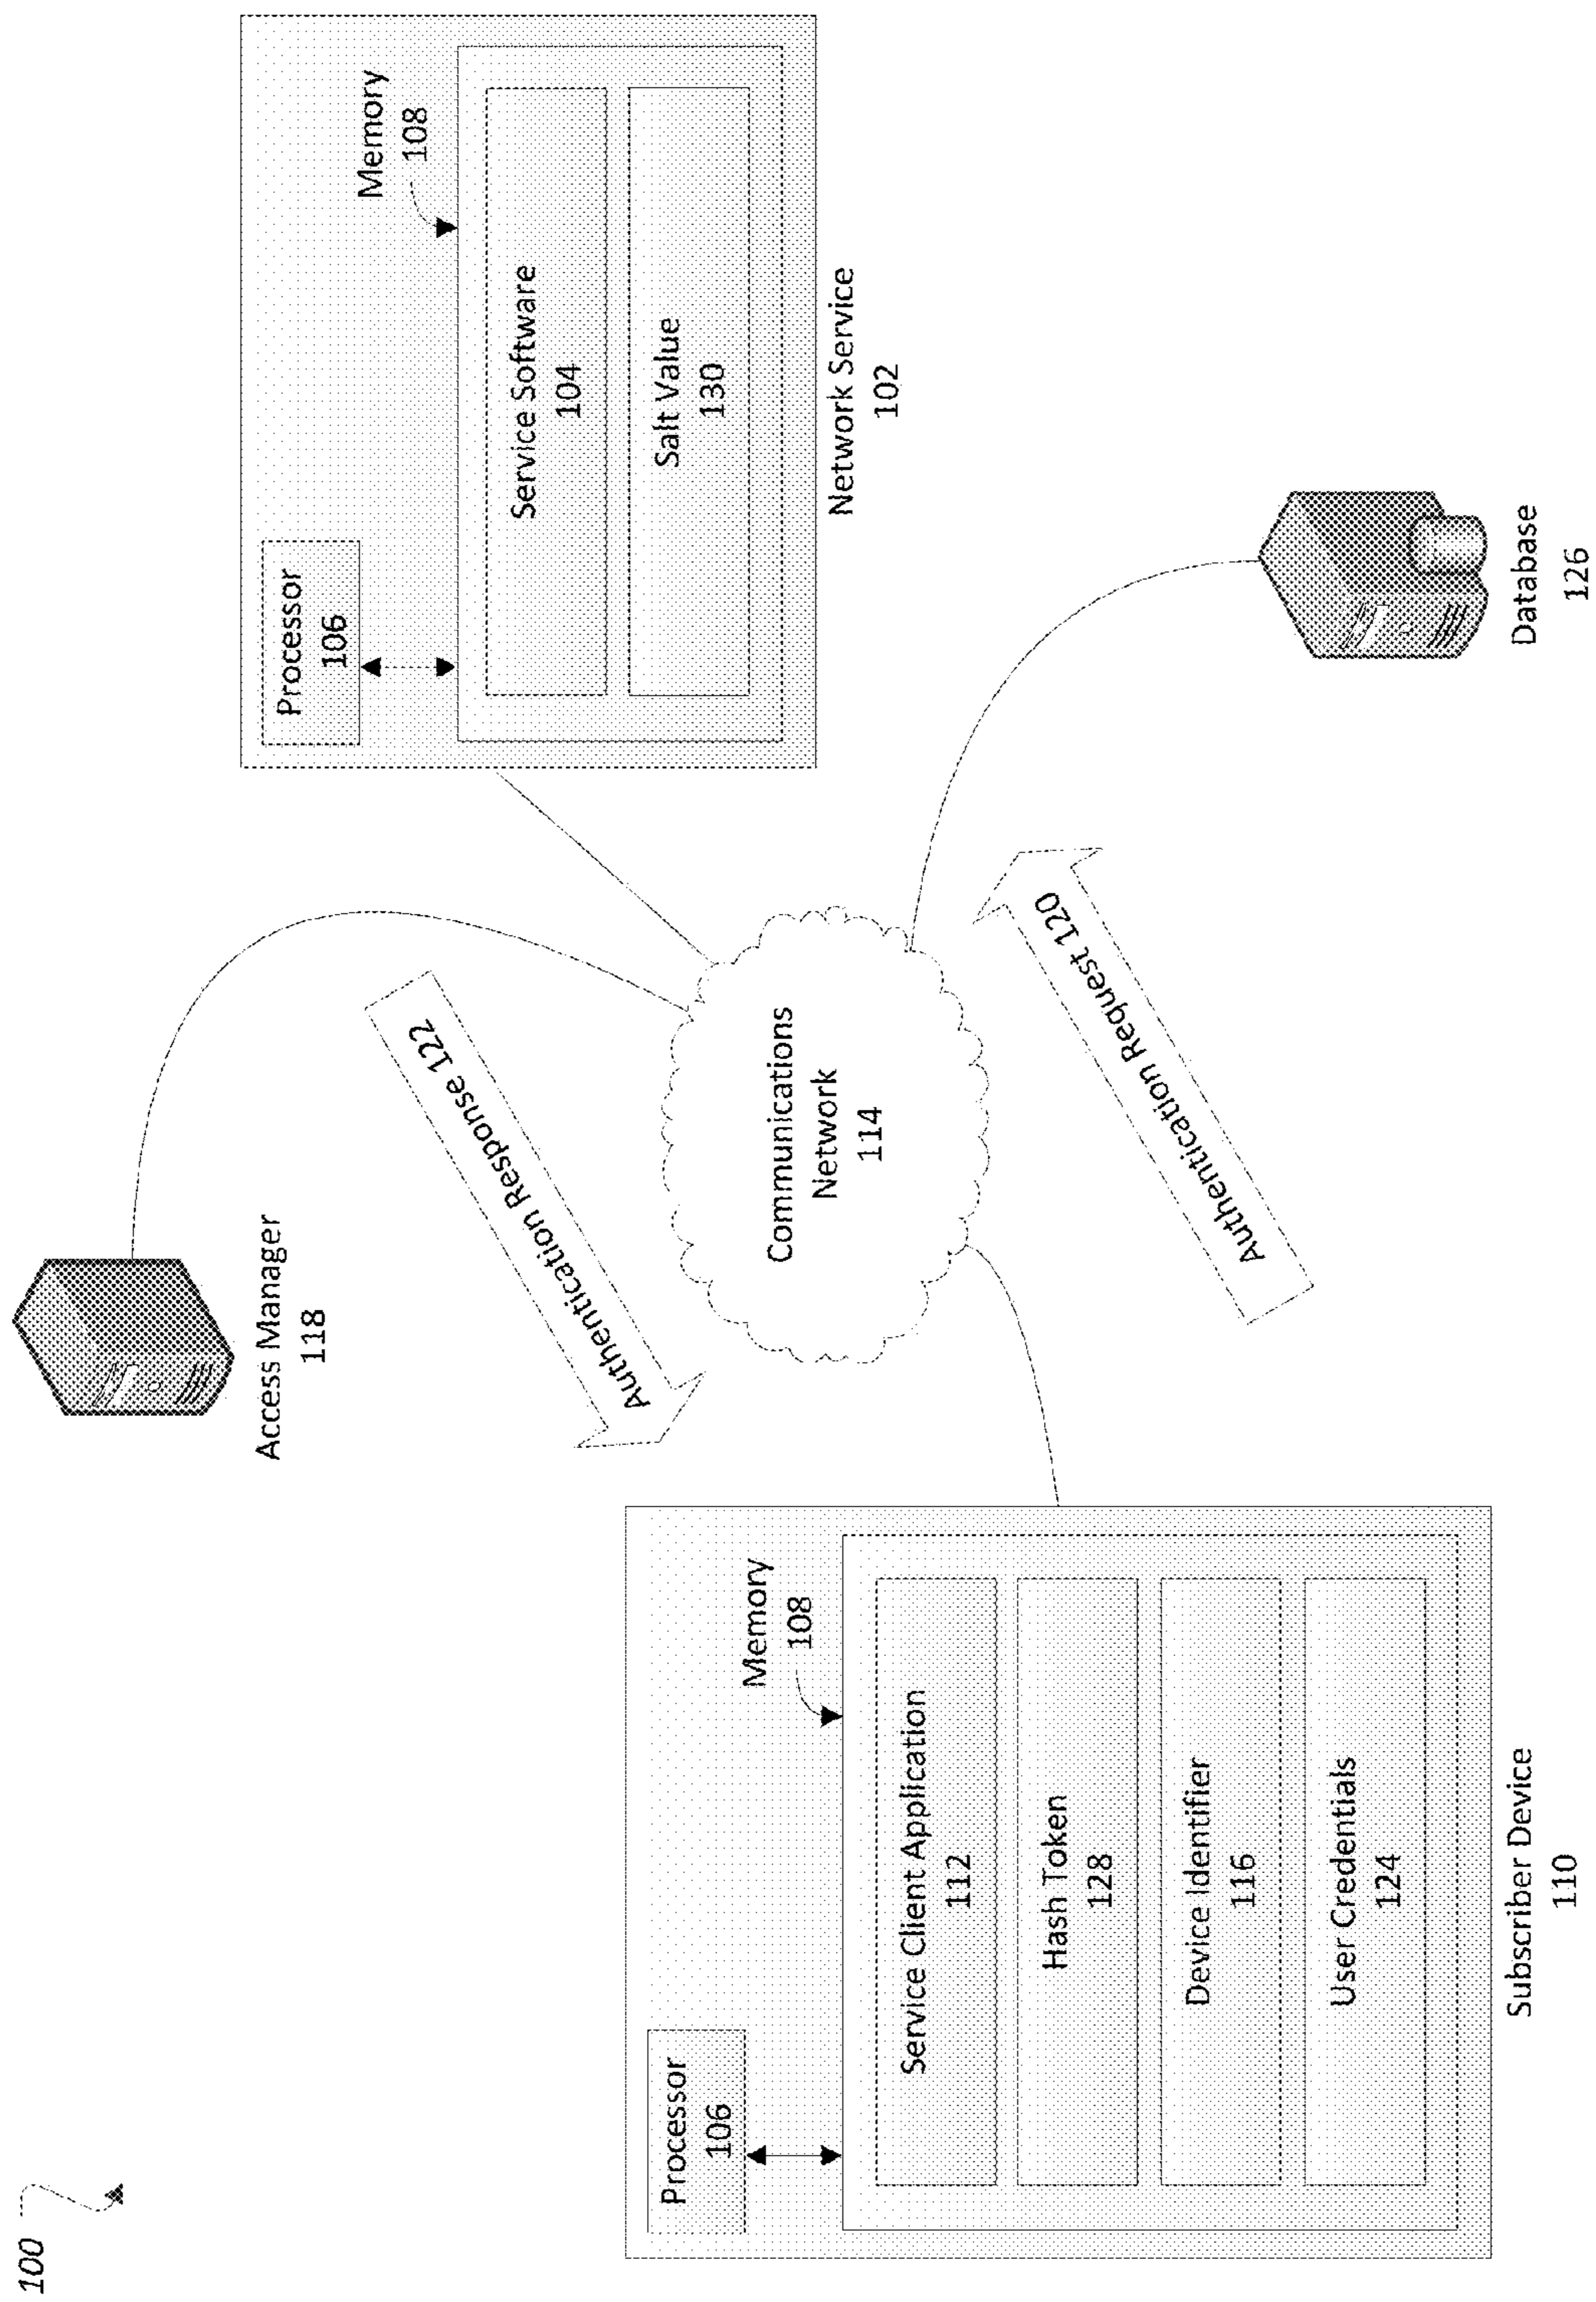 100
Access Manager
118
Processor
106
Memory
108
Service Software
104
Salt Value
130
Network Service
102
Authentication Response 122
Communications
Network
114
Authentication Request 120
Processor
106
Memory
108
Service Client Application
112
Hash Token
128
Device Identifier
116
User Credentials
124
Subscriber Device
110
Database
126